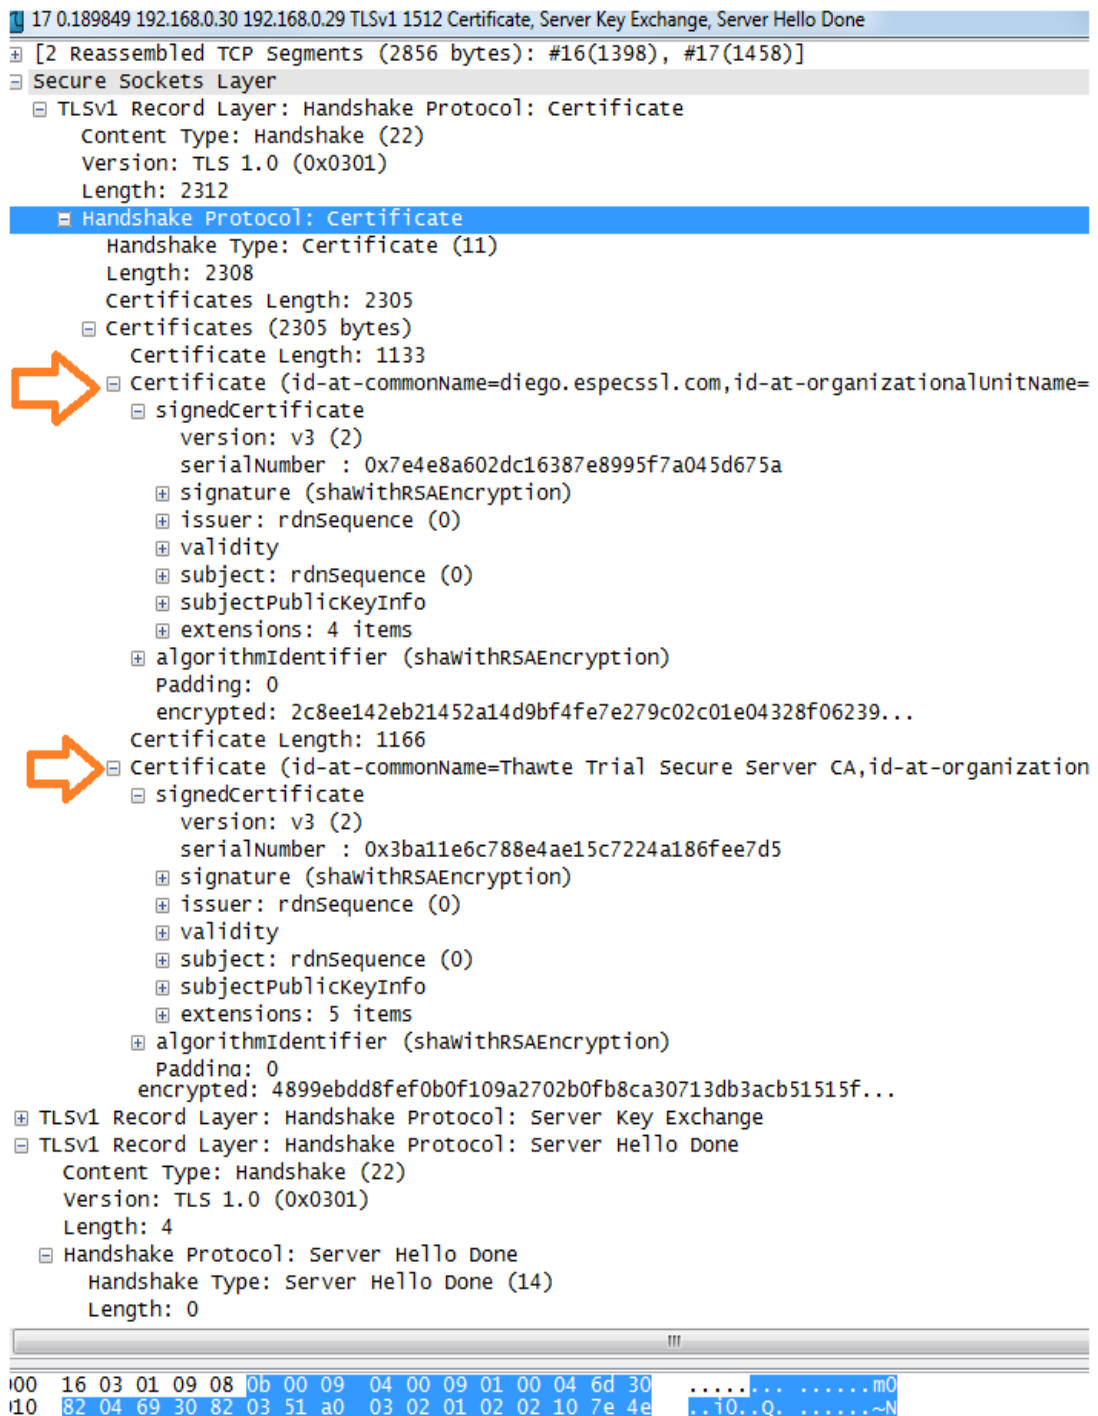 17 0.189849 192.168.0.30 192.168.0.29 TLSv1 1512 Certificate, Server Key Exchange, Server Hello Done
[2 Reassembled TCP Segments (2856 bytes): #16(1398), #17(1458)]
Secure Sockets Layer
TLSv1 Record Layer: Handshake Protocol: Certificate
Content Type: Handshake (22)
Version: TLS 1.0 (0x0301)
Length: 2312
Handshake Protocol: Certificate
Handshake Type: Certificate (11)
Length: 2308
Certificates Length: 2305
Certificates (2305 bytes)
Certificate Length: 1133
Certificate (id-at-commonName=diego.especssl.com,id-at-organizationalUnitName=
signedCertificate
version: v3 (2)
serialNumber : 0x7e4e8a602dc16387e8995f7a045d675a
signature (shaWithRSAEncryption)
issuer: rdnSequence (0)
validity
subject: rdnSequence (0)
subjectPublicKeyInfo
extensions: 4 items
algorithmIdentifier (shaWithRSAEncryption)
Padding: 0
encrypted: 2c8ee142eb21452a14d9bf4fe7e279c02c01e04328f06239...
Certificate Length: 1166
Certificate (id-at-commonName=Thawte Trial Secure Server CA,id-at-organization
signedCertificate
version: v3 (2)
serialNumber : 0x3ba11e6c788e4ae15c7224a186fee7d5
signature (shaWithRSAEncryption)
issuer: rdnSequence (0)
validity
subject: rdnSequence (0)
subjectPublicKeyInfo
extensions: 5 items
algorithmIdentifier (shaWithRSAEncryption)
Padding: 0
encrypted: 4899ebdd8fef0b0f109a2702b0fb8ca30713db3acb51515f...
TLSv1 Record Layer: Handshake Protocol: Server Key Exchange
TLSv1 Record Layer: Handshake Protocol: Server Hello Done
Content Type: Handshake (22)
Version: TLS 1.0 (0x0301)
Length: 4
Handshake Protocol: Server Hello Done
Handshake Type: Server Hello Done (14)
Length: 0
000 16 03 01 09 08 0b 00 09 04 00 09 01 00 04 6d 30 ........ ......m0
010 82 04 69 30 82 03 51 a0 03 02 01 02 02 10 7e 4e ..i0..Q. ......~N